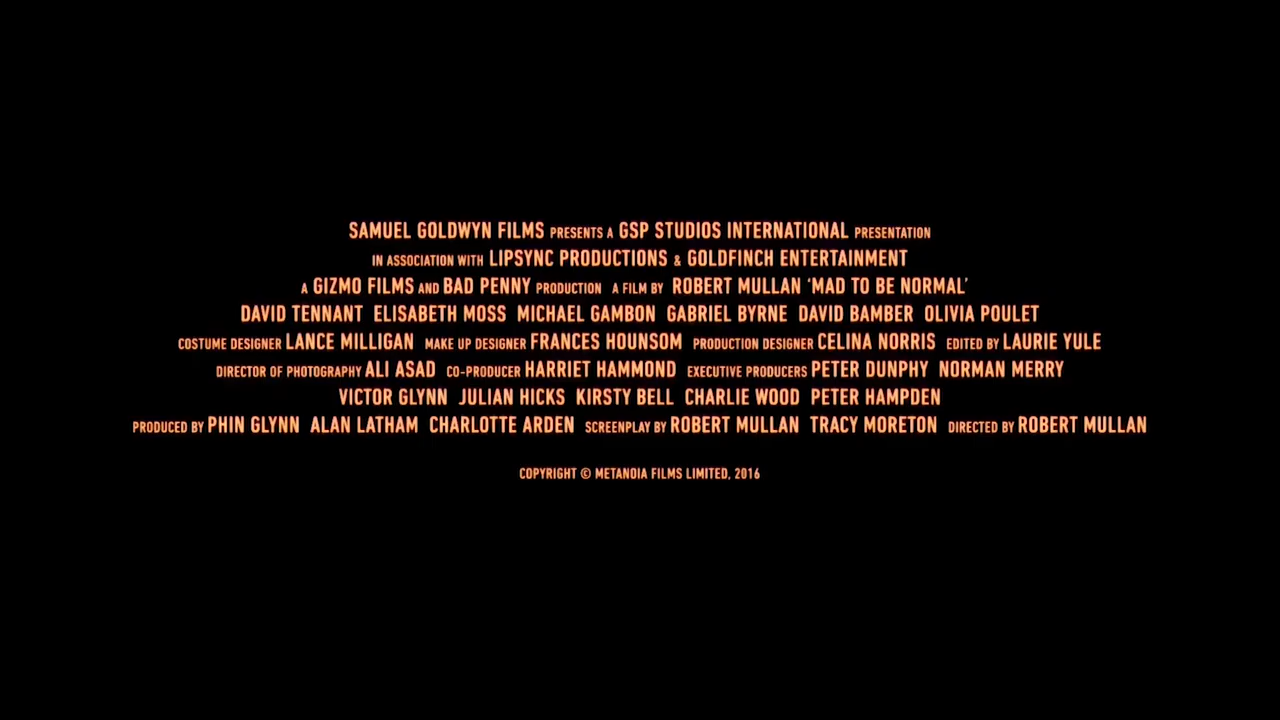 SAMUEL GOLDWYN FILMS PRESENTS A GSP STUDIOS INTERNATIONAL PRESENTATION
IN ASSOCIATION WITH LIPSYNC PRODUCTIONS & GOLDFINCH ENTERTAINMENT
A GIZMO FILMS AND BAD PENNY PRODUCTION A FILM BY ROBERT MULLAN ‘MAD TO BE NORMAL’
DAVID TENNANT ELISABETH MOSS MICHAEL GAMBON GABRIEL BYRNE DAVID BAMBER OLIVIA POULET
COSTUME DESIGNER LANCE MILLIGAN MAKE UP DESIGNER FRANCES HOUNSOM PRODUCTION DESIGNER CELINA NORRIS EDITED BY LAURIE YULE
DIRECTOR OF PHOTOGRAPHY ALI ASAD CO-PRODUCER HARRIET HAMMOND EXECUTIVE PRODUCERS PETER DUNPHY NORMAN MERRY
VICTOR GLYNN JULIAN HICKS KIRSTY BELL CHARLIE WOOD PETER HAMPDEN
PRODUCED BY PHIN GLYNN ALAN LATHAM CHARLOTTE ARDEN SCREENPLAY BY ROBERT MULLAN TRACY MORETON DIRECTED BY ROBERT MULLAN
COPYRIGHT © METANOIA FILMS LIMITED, 2016